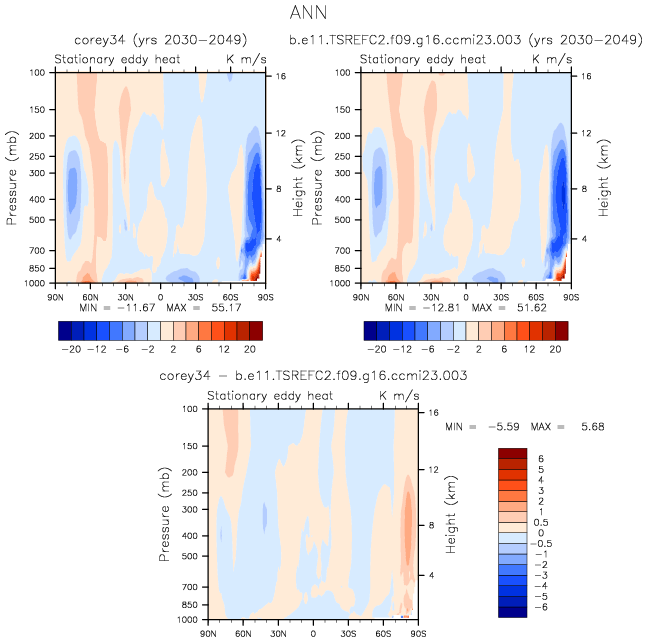 ANN
corey34 (yrs 2030-2049)
b.e11.TSREFC2.f09.g16.ccmi23.003 (yrs 2030-2049)
Stationary eddy heat K m/s
Stationary eddy heat K m/s
Pressure (mb)
100
150
200
250
300
400
500
700
850
1000
16
12
8
4
Height (km)
90N 60N 30N 0 30S 60S 90S
MIN = -11.67 MAX = 55.17
-20 -12 -6 -2 2 6 12 20
Pressure (mb)
100
150
200
250
300
400
500
700
850
1000
16
12
8
4
Height (km)
90N 60N 30N 0 30S 60S 90S
MIN = -12.81 MAX = 51.62
-20 -12 -6 -2 2 6 12 20
corey34 - b.e11.TSREFC2.f09.g16.ccmi23.003
Stationary eddy heat K m/s
Pressure (mb)
100
150
200
250
300
400
500
700
850
1000
16
12
8
4
Height (km)
90N 60N 30N 0 30S 60S 90S
MIN = -5.59 MAX = 5.68
6
5
4
3
2
1
0.5
0
-0.5
-1
-2
-3
-4
-5
-6